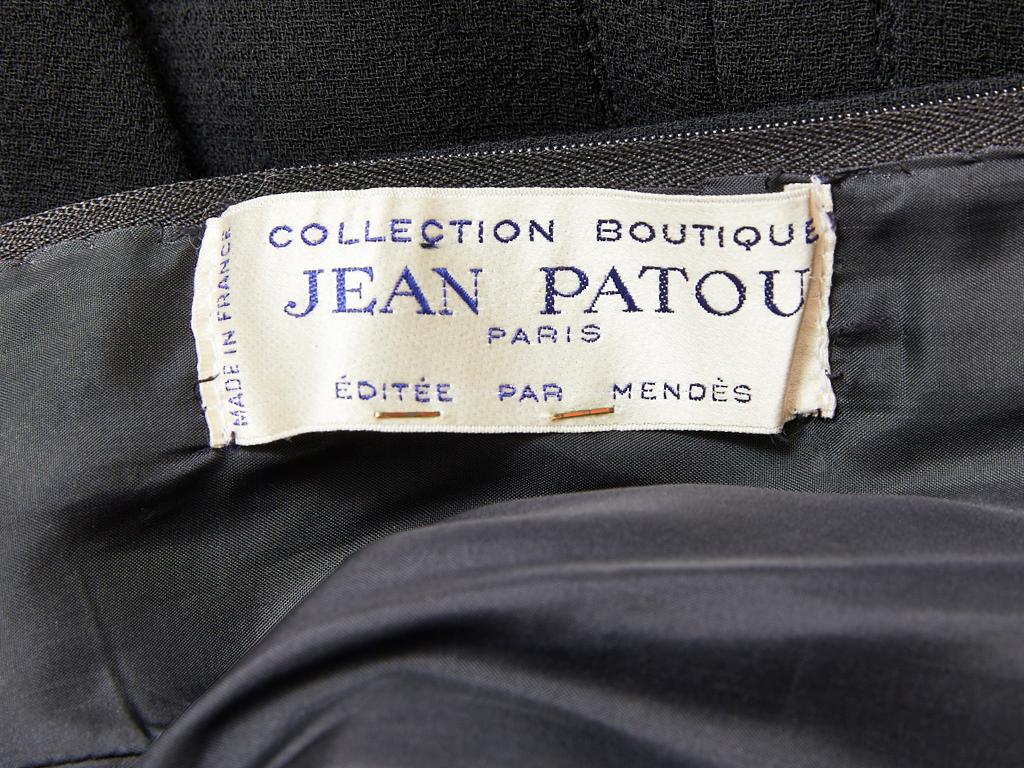 COLLECTION BOUTIQUE
JEAN PATOU
PARIS
ÉDITÉE PAR MENDÈS
MADE IN FRANCE